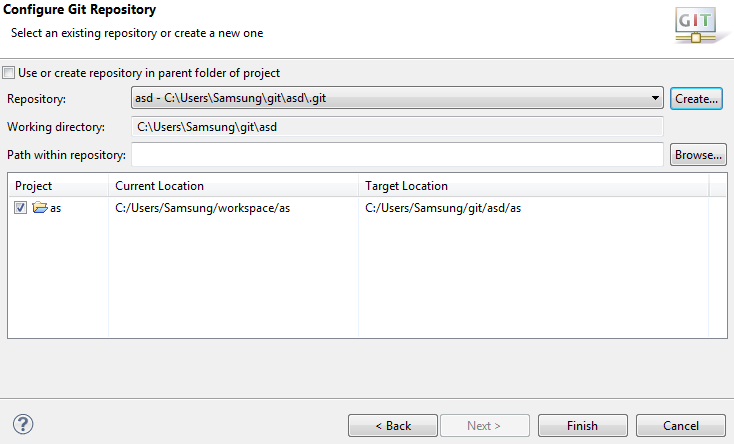 Configure Git Repository
Select an existing repository or create a new one
GIT
Use or create repository in parent folder of project
Repository: asd - C:\Users\Samsung\git\asd\.git Create...
Working directory: C:\Users\Samsung\git\asd
Path within repository: Browse...
Project Current Location Target Location
as C:/Users/Samsung/workspace/as C:/Users/Samsung/git/asd/as
? < Back Next > Finish Cancel